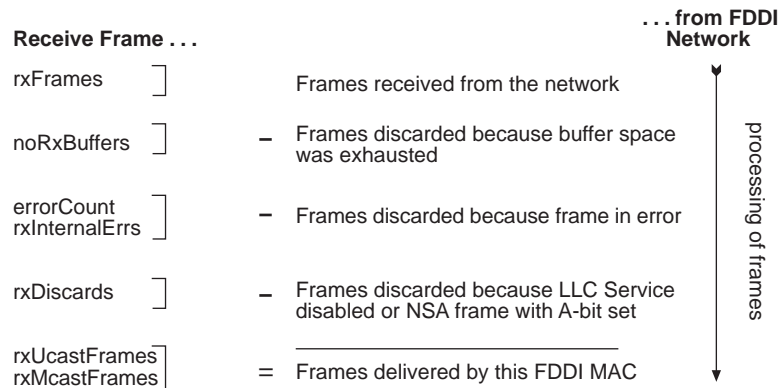 Receive Frame . . .
. . . from FDDI
Network
rxFrames
Frames received from the network
noRxBuffers
– Frames discarded because buffer space
was exhausted
errorCount
rxInternalErrs
– Frames discarded because frame in error
rxDiscards
– Frames discarded because LLC Service
disabled or NSA frame with A-bit set
rxUcastFrames
rxMcastFrames
= Frames delivered by this FDDI MAC
processing of frames